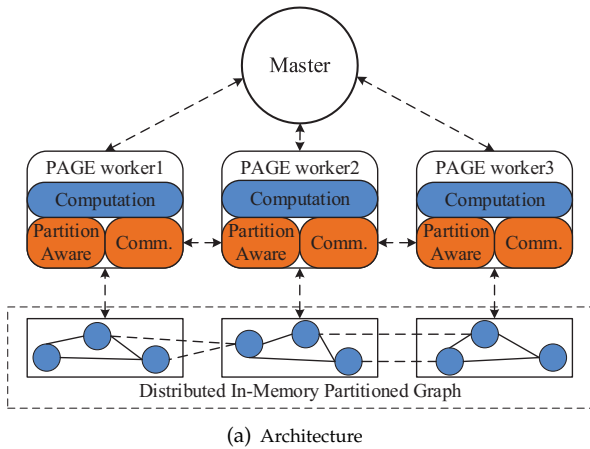 Master
PAGE worker1
Computation
Partition
Aware
Comm.
PAGE worker2
Computation
Partition
Aware
Comm.
PAGE worker3
Computation
Partition
Aware
Comm.
Distributed In-Memory Partitioned Graph
(a) Architecture